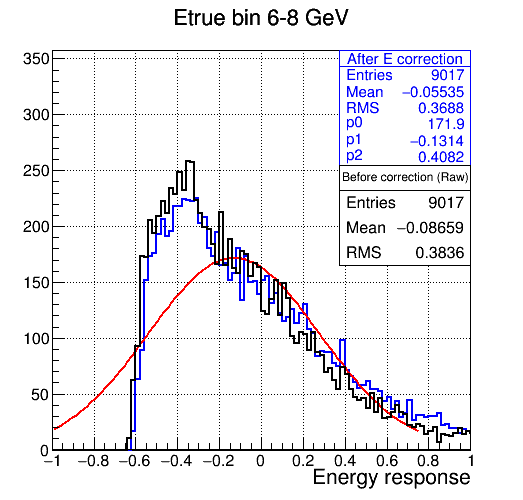 Etrue bin 6-8 GeV
After E correction
Entries 9017
Mean −0.05535
RMS 0.3688
p0 171.9
p1 −0.1314
p2 0.4082
Before correction (Raw)
Entries 9017
Mean −0.08659
RMS 0.3836
350
300
250
200
150
100
50
0
−1 −0.8 −0.6 −0.4 −0.2 0 0.2 0.4 0.6 0.8 1
Energy response